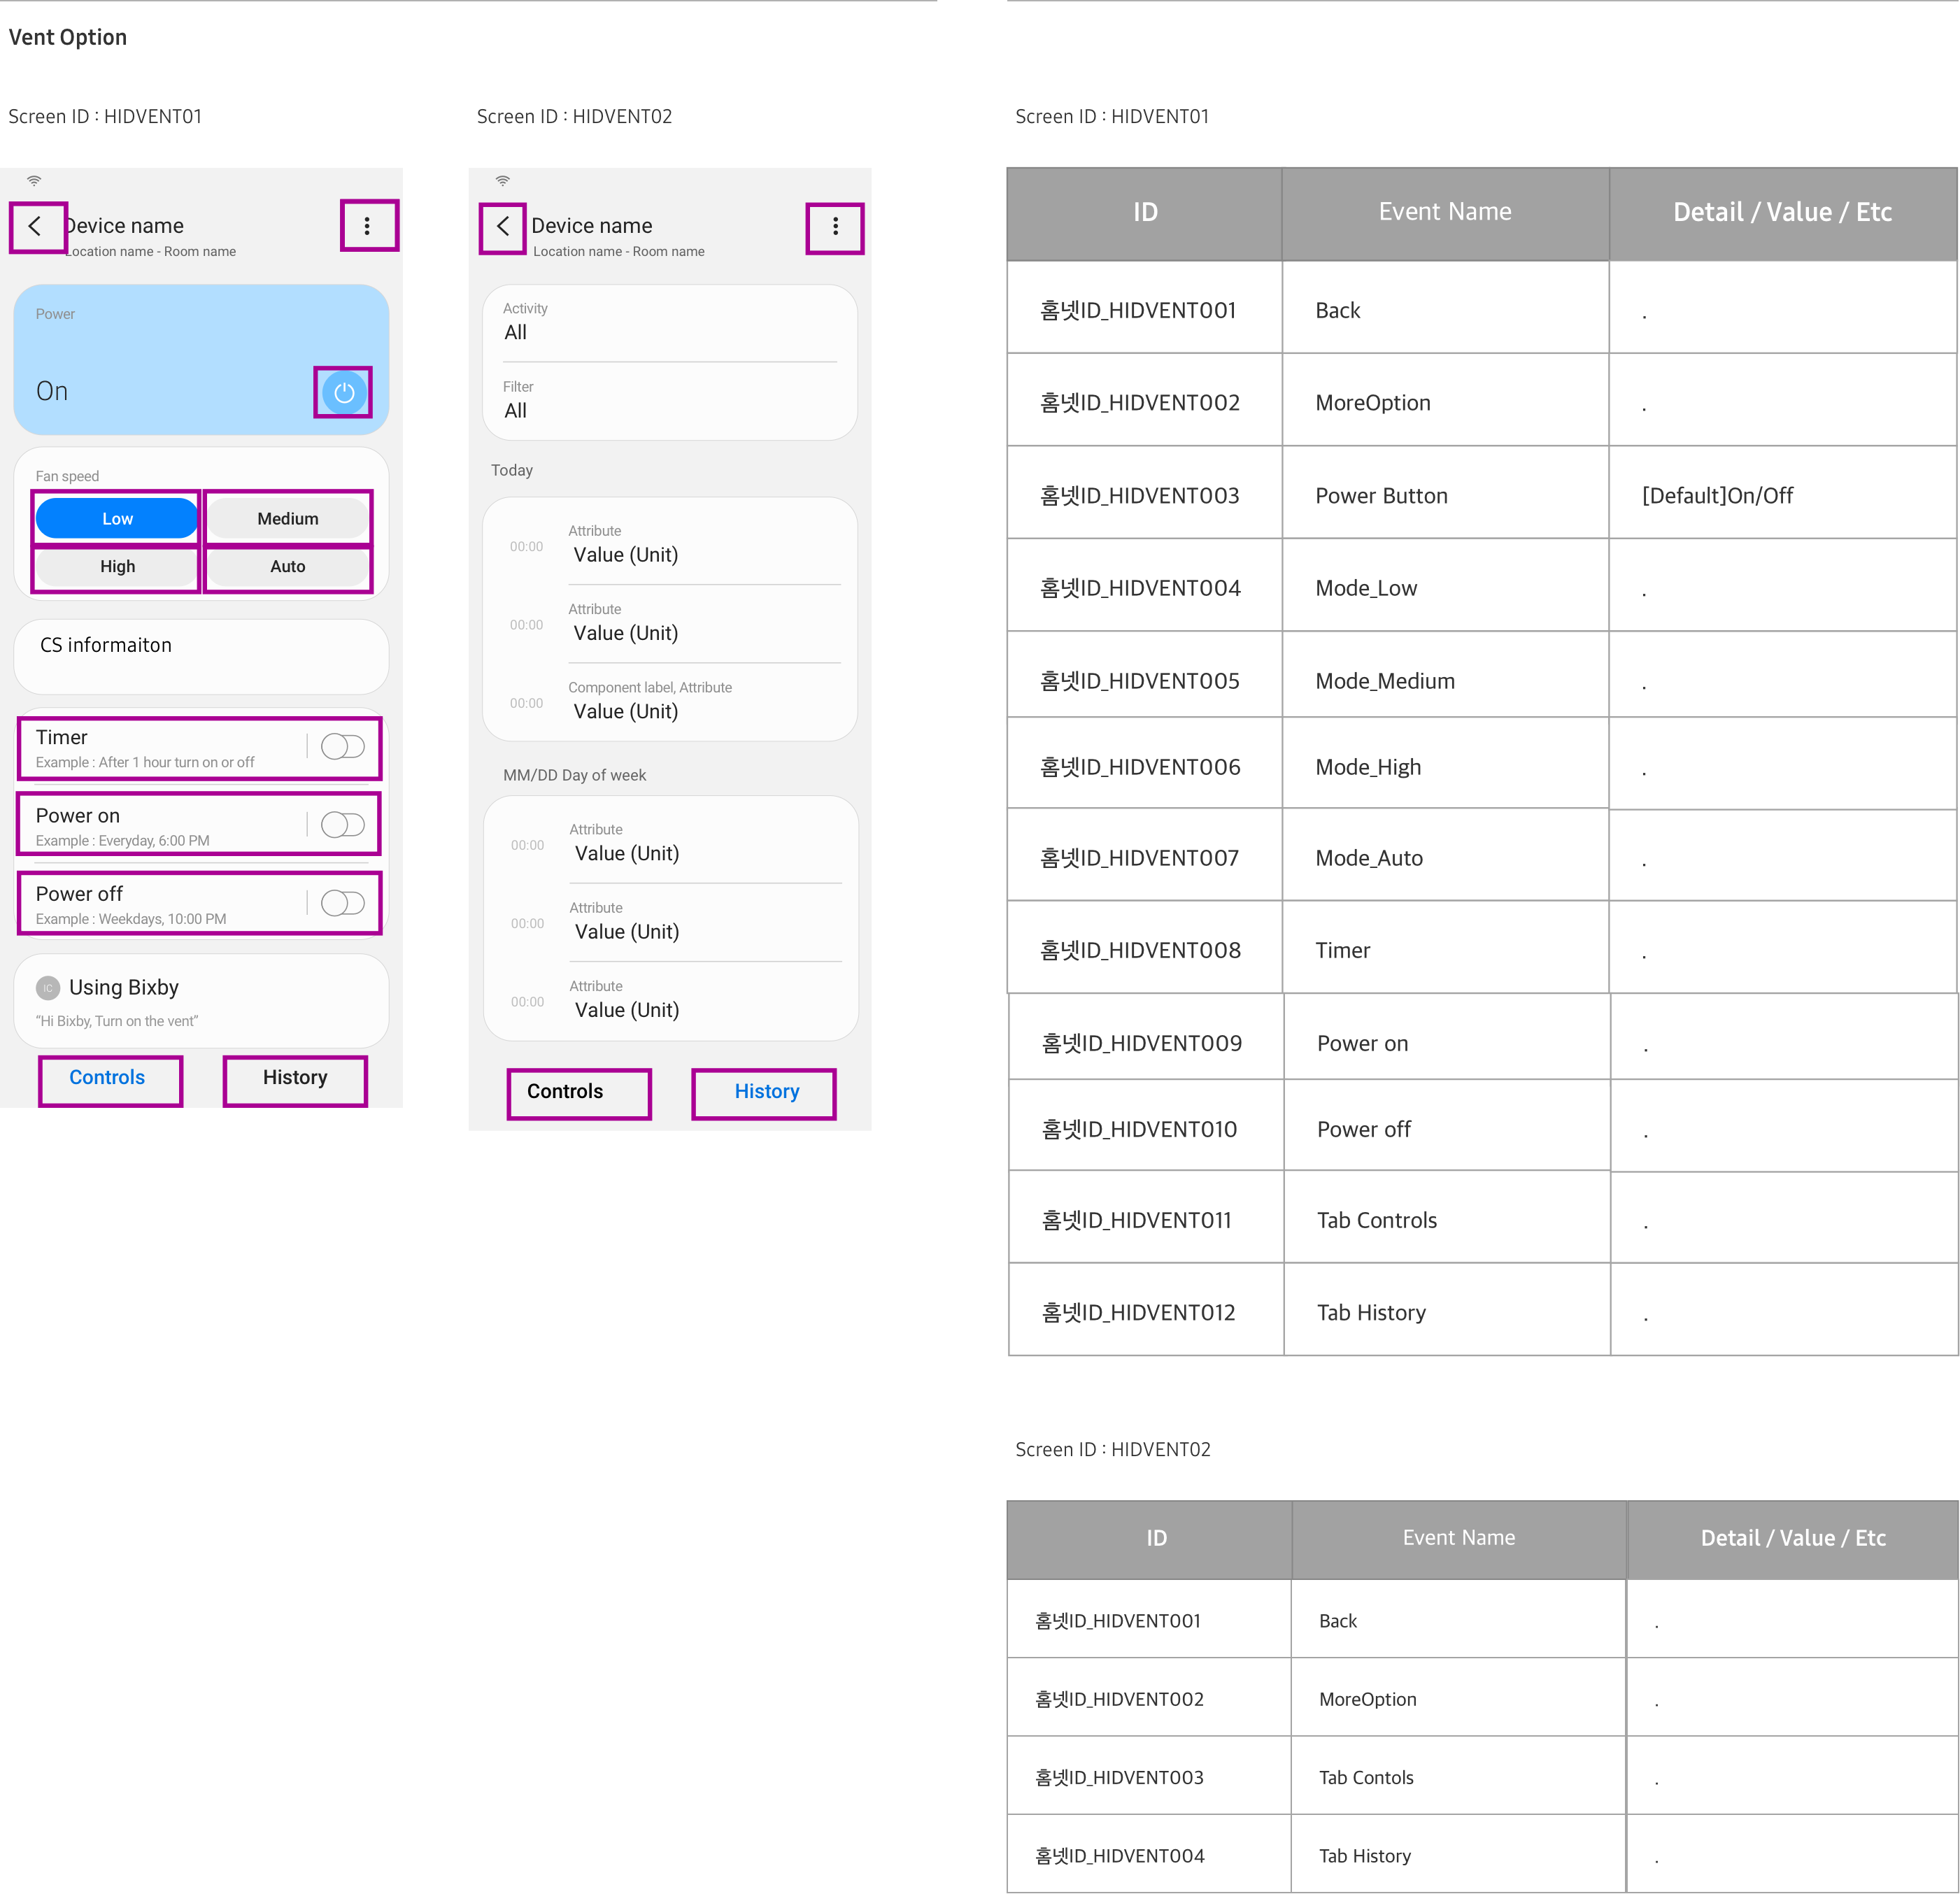 Vent Option
Screen ID : HIDVENT01
Device name
Location name - Room name
Power
On
Fan speed
Low Medium
High Auto
CS informaiton
Timer
Example : After 1 hour turn on or off
Power on
Example : Everyday, 6:00 PM
Power off
Example : Weekdays, 10:00 PM
IC Using Bixby
“Hi Bixby, Turn on the vent”
Controls History
Screen ID : HIDVENT02
Device name
Location name - Room name
Activity
All
Filter
All
Today
Attribute
00:00 Value (Unit)
Attribute
00:00 Value (Unit)
Component label, Attribute
00:00 Value (Unit)
MM/DD Day of week
Attribute
00:00 Value (Unit)
Attribute
00:00 Value (Unit)
Attribute
00:00 Value (Unit)
Controls History
Screen ID : HIDVENT01
ID Event Name Detail / Value / Etc
홈넷ID_HIDVENT001 Back .
홈넷ID_HIDVENT002 MoreOption .
홈넷ID_HIDVENT003 Power Button [Default]On/Off
홈넷ID_HIDVENT004 Mode_Low .
홈넷ID_HIDVENT005 Mode_Medium .
홈넷ID_HIDVENT006 Mode_High .
홈넷ID_HIDVENT007 Mode_Auto .
홈넷ID_HIDVENT008 Timer .
홈넷ID_HIDVENT009 Power on .
홈넷ID_HIDVENT010 Power off .
홈넷ID_HIDVENT011 Tab Controls .
홈넷ID_HIDVENT012 Tab History .
Screen ID : HIDVENT02
ID Event Name Detail / Value / Etc
홈넷ID_HIDVENT001 Back .
홈넷ID_HIDVENT002 MoreOption .
홈넷ID_HIDVENT003 Tab Contols .
홈넷ID_HIDVENT004 Tab History .